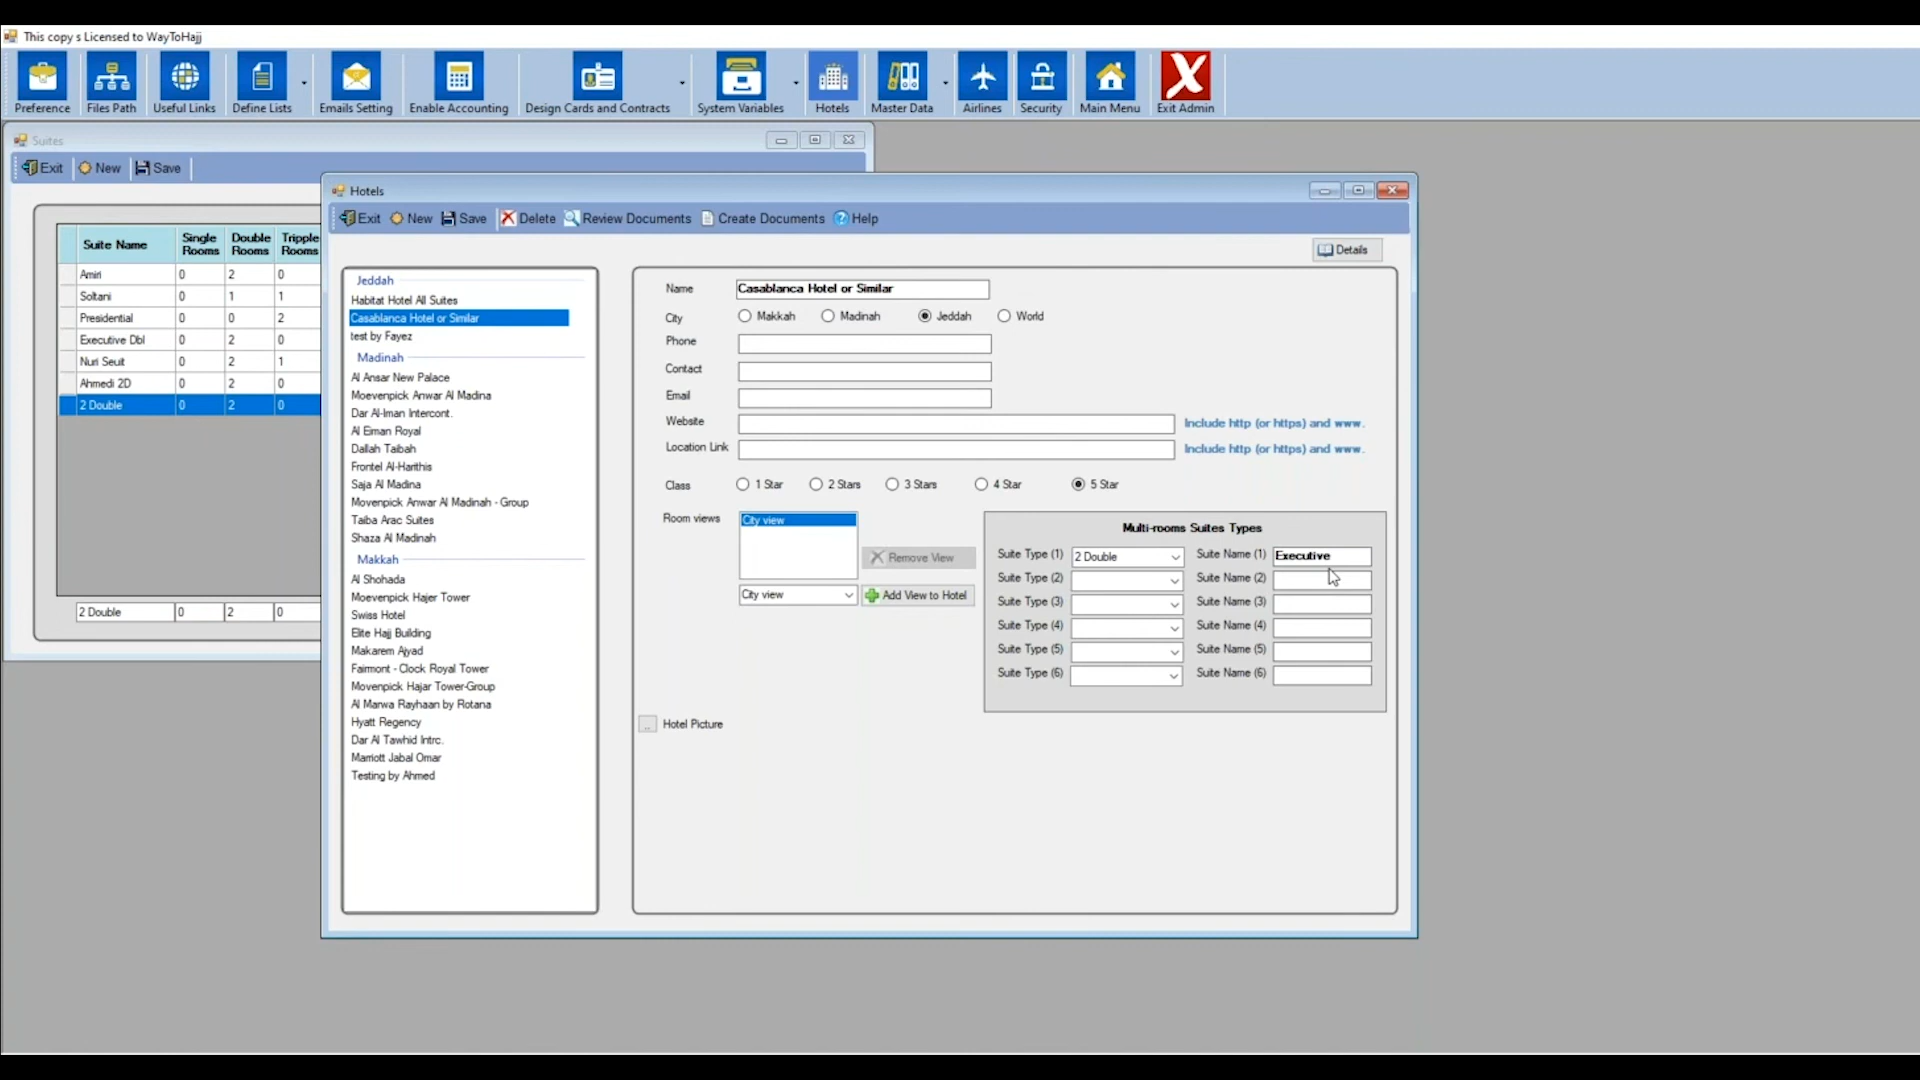 This copy s Licensed to WayToHajj
Preference Files Path Useful Links Define Lists Emails Setting Enable Accounting Design Cards and Contracts System Variables Hotels Master Data Airlines Security Main Menu Exit Admin
Suites
Exit New Save
Suite Name Single Rooms Double Rooms Tripple Rooms
Amiri 0 2 0
Soltani 0 1 1
Presidential 0 0 2
Executive Dbl 0 2 0
Nuri Seuit 0 2 1
Ahmedi 2D 0 2 0
2 Double 0 2 0
2 Double 0 2 0
Hotels
Exit New Save Delete Review Documents Create Documents Help
Details
Jeddah
Habitat Hotel All Suites
Casablanca Hotel or Similar
test by Fayez
Madinah
Al Ansar New Palace
Moevenpick Anwar Al Madina
Dar Al-Iman Intercont.
Al Eiman Royal
Dallah Taibah
Frontel Al-Harithis
Saja Al Madina
Movenpick Anwar Al Madinah - Group
Taiba Arac Suites
Shaza Al Madinah
Makkah
Al Shohada
Moevenpick Hajer Tower
Swiss Hotel
Elite Hajj Building
Makarem Ajyad
Fairmont - Clock Royal Tower
Movenpick Hajar Tower-Group
Al Marwa Rayhaan by Rotana
Hyatt Regency
Dar Al Tawhid Intrc.
Marriott Jabal Omar
Testing by Ahmed
Name Casablanca Hotel or Similar
City Makkah Madinah Jeddah World
Phone
Contact
Email
Website Include http (or https) and www.
Location Link Include http (or https) and www.
Class 1 Star 2 Stars 3 Stars 4 Star 5 Star
Room views City view
Remove View
City view Add View to Hotel
Multi-rooms Suites Types
Suite Type (1) 2 Double Suite Name (1) Executive
Suite Type (2) Suite Name (2)
Suite Type (3) Suite Name (3)
Suite Type (4) Suite Name (4)
Suite Type (5) Suite Name (5)
Suite Type (6) Suite Name (6)
... Hotel Picture